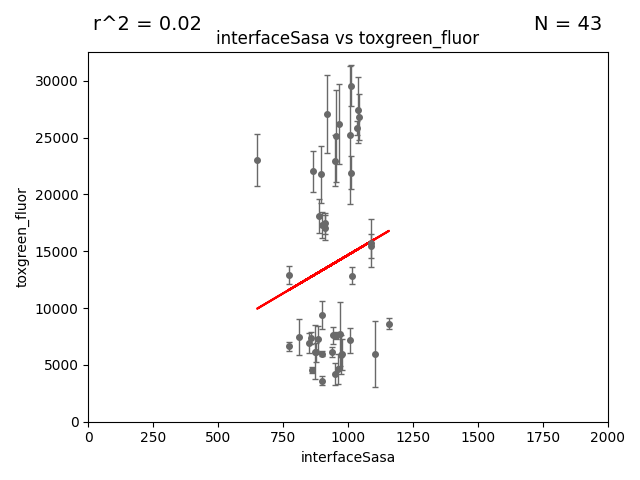 r^2 = 0.02
N = 43
interfaceSasa vs toxgreen_fluor
30000
25000
20000
15000
10000
5000
0
toxgreen_fluor
0 250 500 750 1000 1250 1500 1750 2000
interfaceSasa